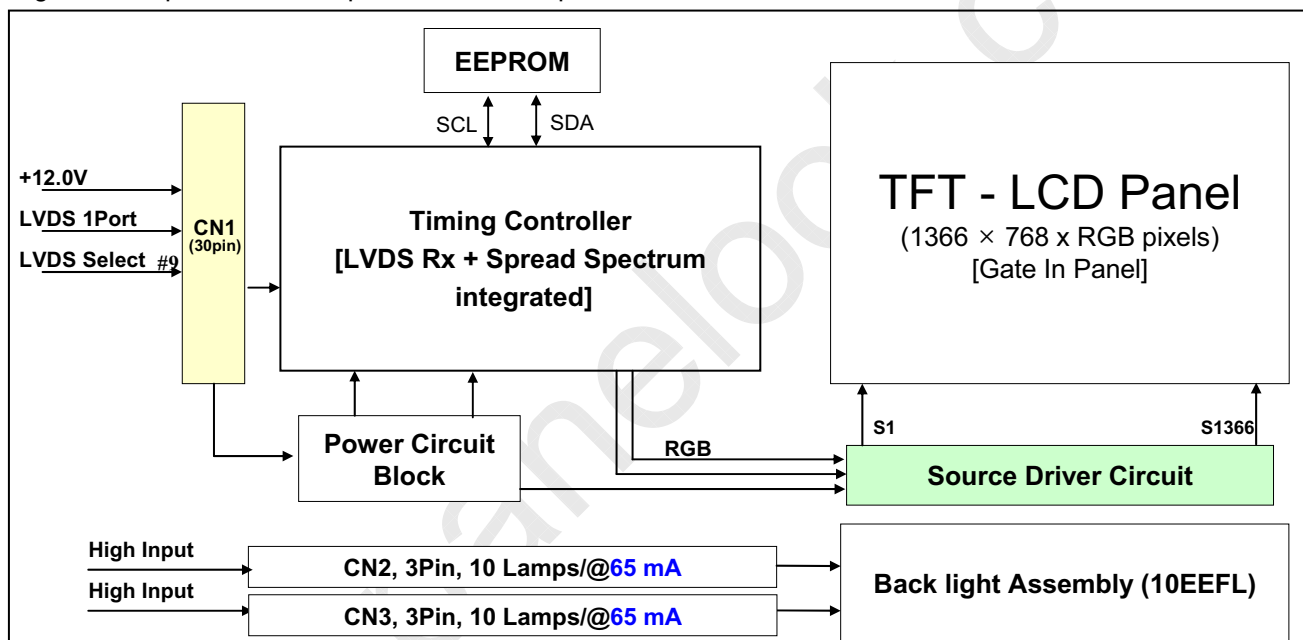 EEPROM
SCL
SDA
+12.0V
LVDS 1Port
LVDS Select #9
CN1
(30pin)
Timing Controller
[LVDS Rx + Spread Spectrum
integrated]
TFT - LCD Panel
(1366 × 768 x RGB pixels)
[Gate In Panel]
Power Circuit
Block
RGB
S1
S1366
Source Driver Circuit
High Input
High Input
CN2, 3Pin, 10 Lamps/@65 mA
CN3, 3Pin, 10 Lamps/@65 mA
Back light Assembly (10EEFL)